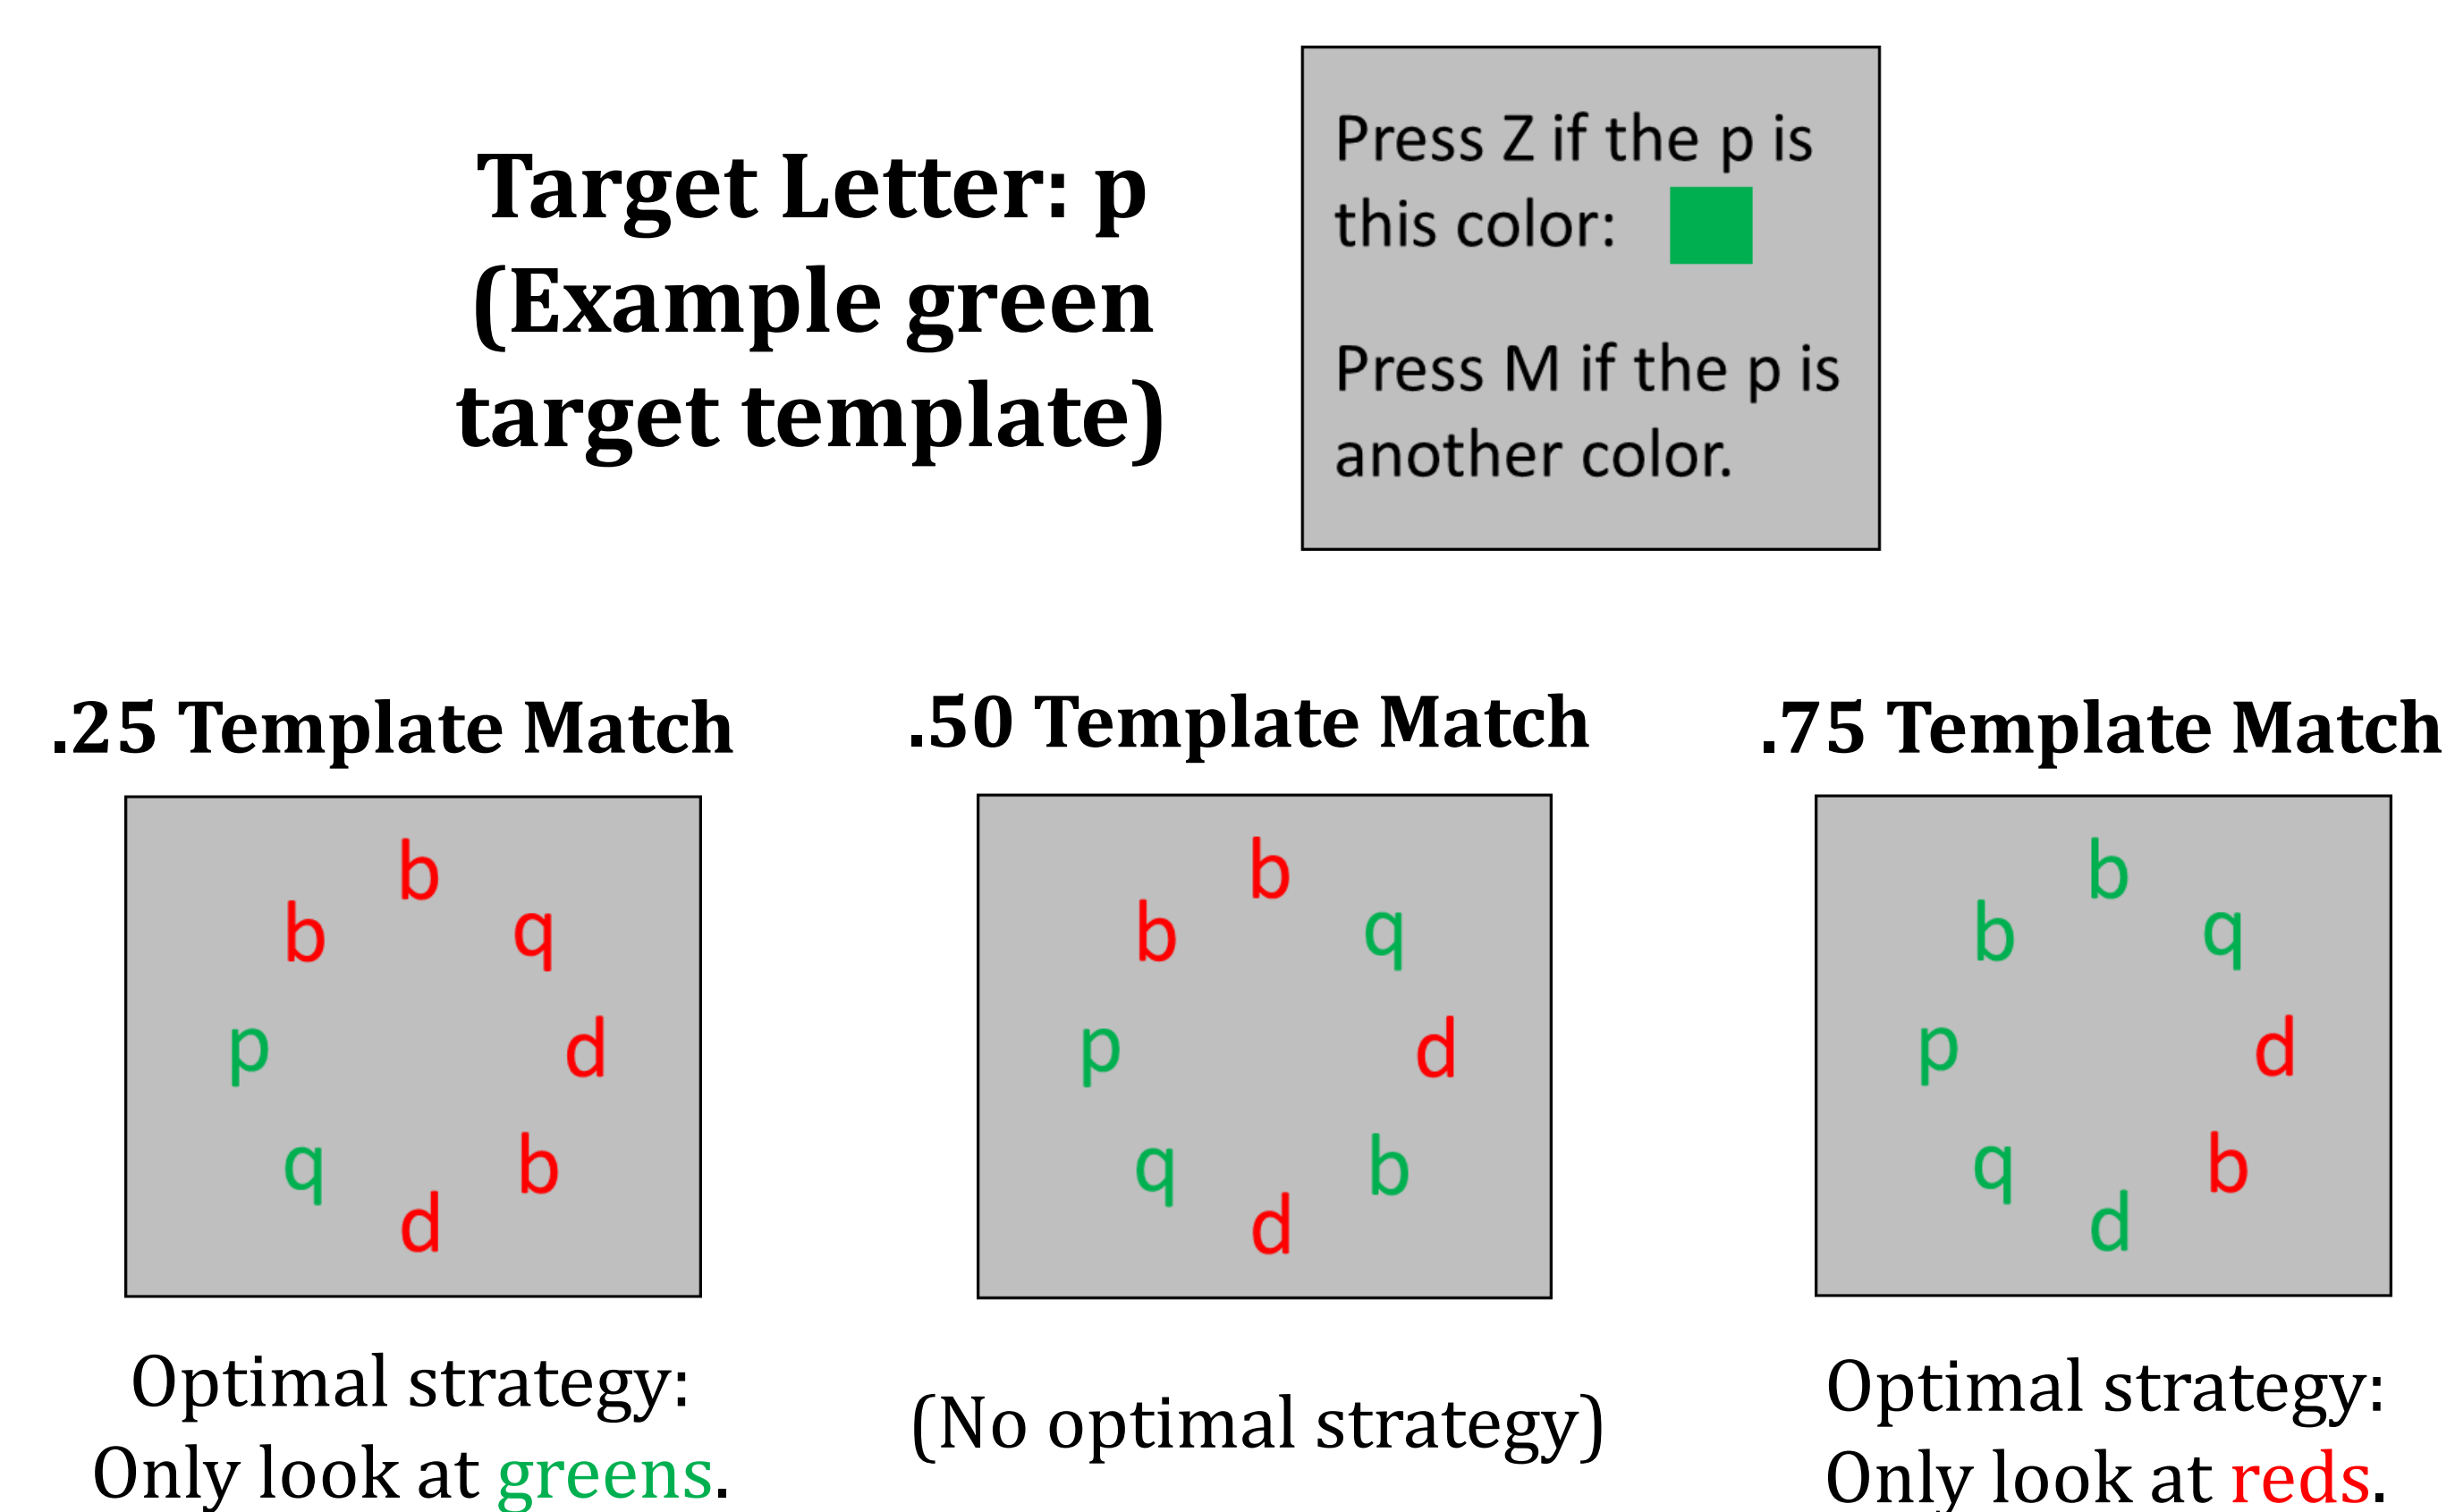 Target Letter: p
(Example green
target template)
Press Z if the p is
this color:
Press M if the p is
another color.
.25 Template Match
b
b
q
p
d
q
b
d
Optimal strategy:
Only look at greens.
.50 Template Match
b
b
q
p
d
q
b
d
(No optimal strategy)
.75 Template Match
b
b
q
p
d
q
b
d
Optimal strategy:
Only look at reds.